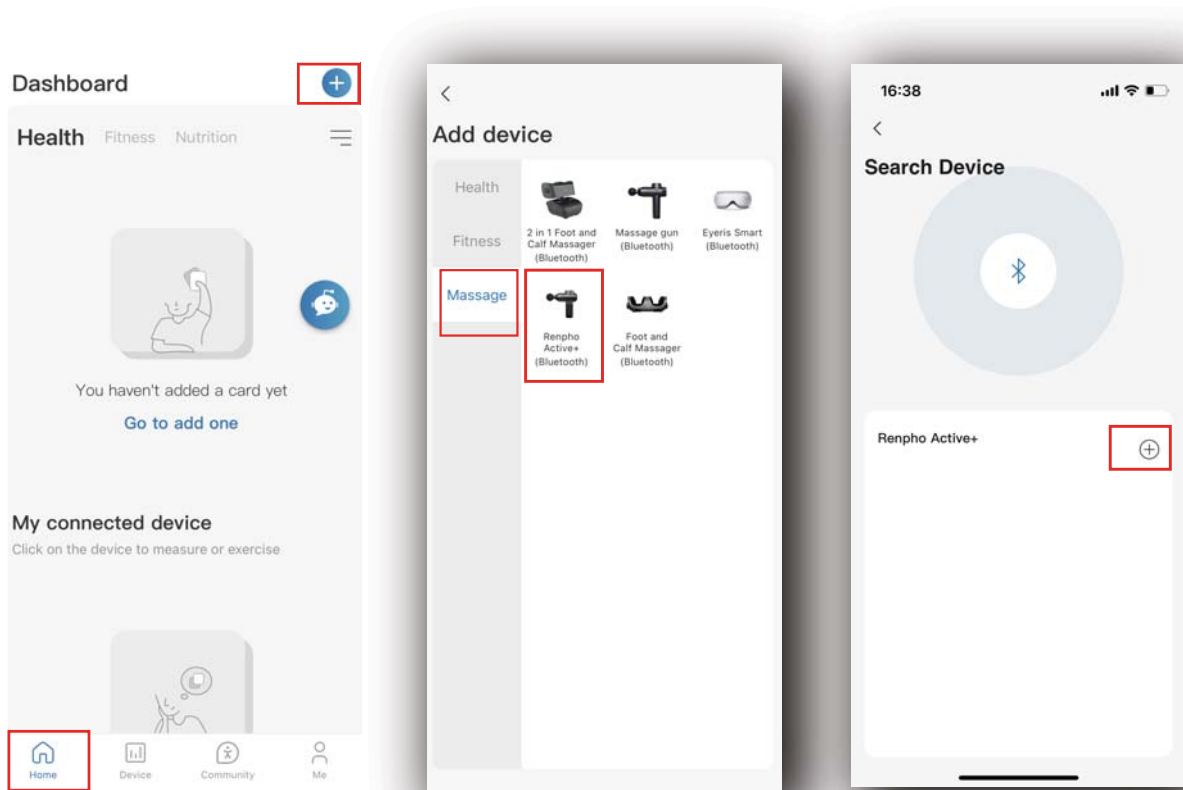 Dashboard
Health Fitness Nutrition
You haven't added a card yet
Go to add one
My connected device
Click on the device to measure or exercise
Home Device Community Me
Add device
Health
Fitness
Massage
2 in 1 Foot and
Calf Massager
(Bluetooth)
Massage gun
(Bluetooth)
Eyeris Smart
(Bluetooth)
Renpho
Active+
(Bluetooth)
Foot and
Calf Massager
(Bluetooth)
16:38
Search Device
Renpho Active+